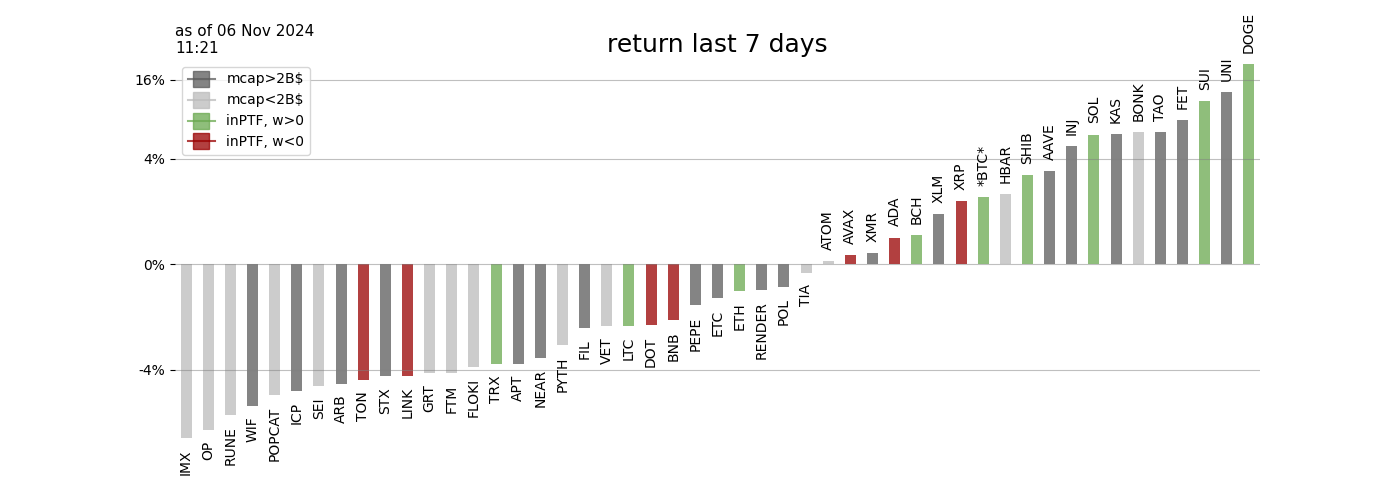 as of 06 Nov 2024
11:21
return last 7 days
mcap>2B$
mcap<2B$
inPTF, w>0
inPTF, w<0
16%
4%
0%
-4%
IMX
OP
RUNE
WIF
POPCAT
ICP
SEI
ARB
TON
STX
LINK
GRT
FTM
FLOKI
TRX
APT
NEAR
PYTH
FIL
VET
LTC
DOT
BNB
PEPE
ETC
ETH
RENDER
POL
TIA
ATOM
AVAX
XMR
ADA
BCH
XLM
XRP
*BTC*
HBAR
SHIB
AAVE
INJ
SOL
KAS
BONK
TAO
FET
SUI
UNI
DOGE